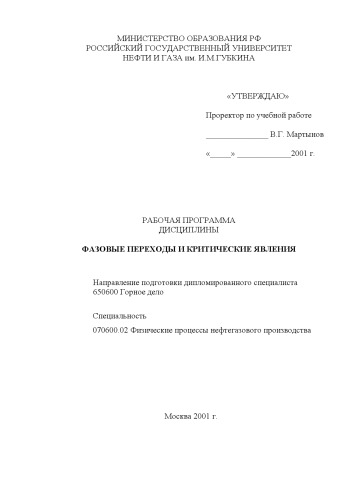 МИНИСТЕРСТВО ОБРАЗОВАНИЯ РФ
РОССИЙСКИЙ ГОСУДАРСТВЕННЫЙ УНИВЕРСИТЕТ
НЕФТИ И ГАЗА им. И.М.ГУБКИНА
«УТВЕРЖДАЮ»
Проректор по учебной работе
________________ В.Г. Мартынов
«_____» ______________2001 г.
РАБОЧАЯ ПРОГРАММА
ДИСЦИПЛИНЫ
ФАЗОВЫЕ ПЕРЕХОДЫ И КРИТИЧЕСКИЕ ЯВЛЕНИЯ
Направление подготовки дипломированного специалиста
650600 Горное дело
Специальность
070600.02 Физические процессы нефтегазового производства
Москва 2001 г.